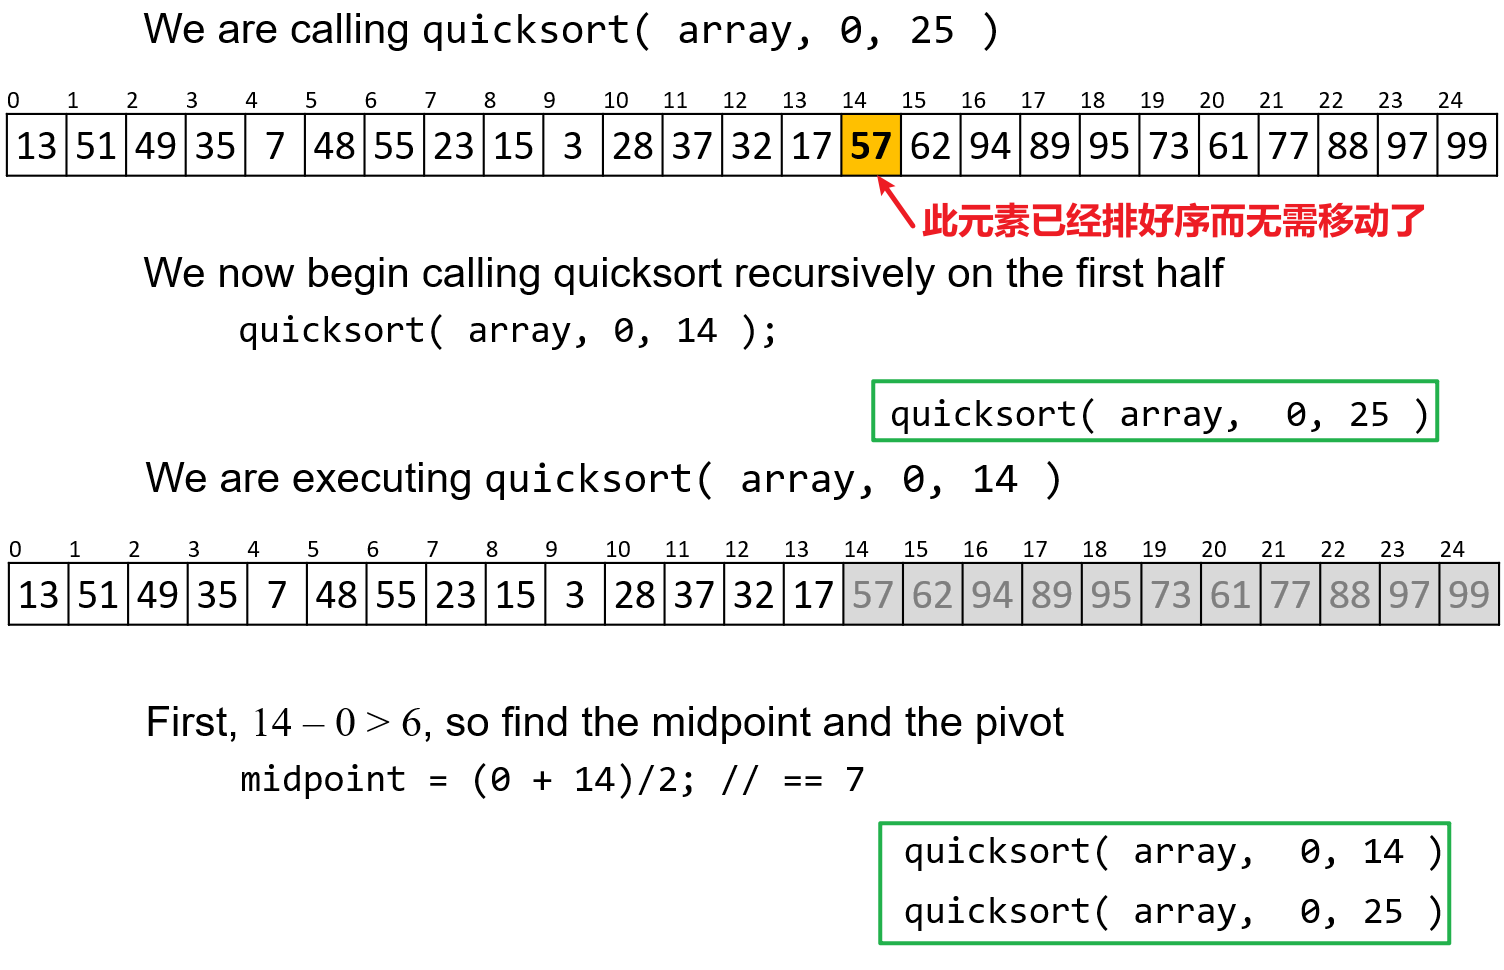 We are calling quicksort( array, 0, 25 )
0 1 2 3 4 5 6 7 8 9 10 11 12 13 14 15 16 17 18 19 20 21 22 23 24
13 51 49 35 7 48 55 23 15 3 28 37 32 17 57 62 94 89 95 73 61 77 88 97 99
此元素已经排好序而无需移动了
We now begin calling quicksort recursively on the first half
quicksort( array, 0, 14 );
quicksort( array, 0, 25 )
We are executing quicksort( array, 0, 14 )
0 1 2 3 4 5 6 7 8 9 10 11 12 13 14 15 16 17 18 19 20 21 22 23 24
13 51 49 35 7 48 55 23 15 3 28 37 32 17 57 62 94 89 95 73 61 77 88 97 99
First, 14 – 0 > 6, so find the midpoint and the pivot
midpoint = (0 + 14)/2; // == 7
quicksort( array, 0, 14 )
quicksort( array, 0, 25 )